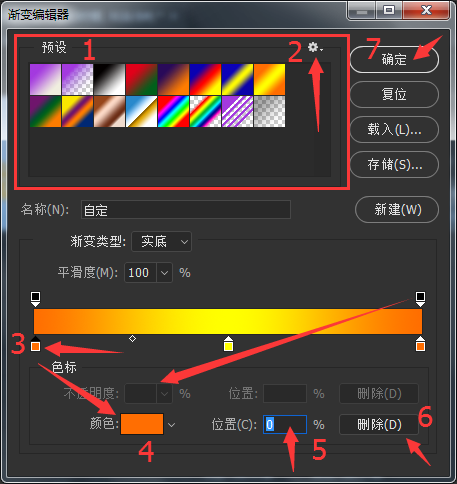 渐变编辑器
预设 1 2 7
确定
复位
载入(L)...
存储(S)...
名称(N): 自定 新建(W)
渐变类型: 实底
平滑度(M): 100 %
3
色标
不透明度: % 位置: % 删除(D)
颜色: 位置(C): 0 % 删除(D) 6
4 5